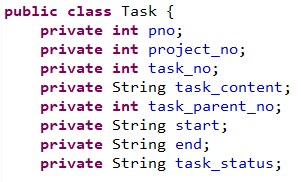 public class Task {
    private int pno;
    private int project_no;
    private int task_no;
    private String task_content;
    private int task_parent_no;
    private String start;
    private String end;
    private String task_status;